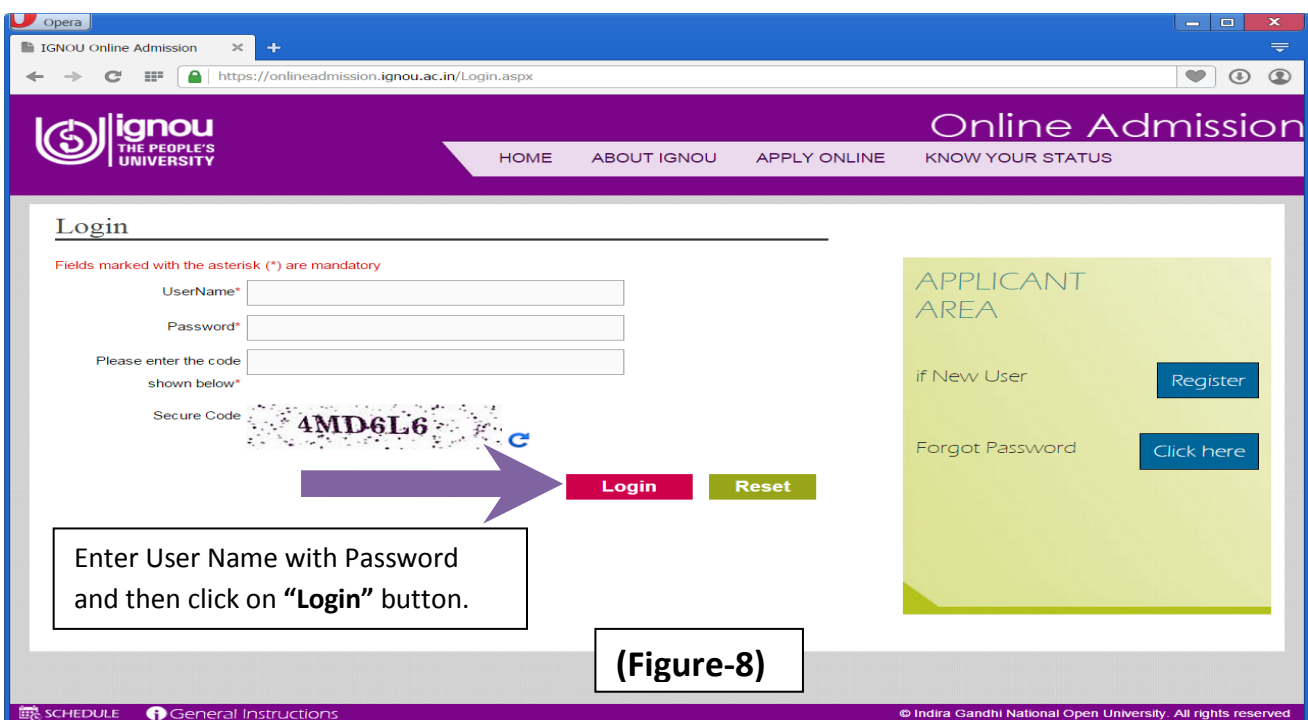 Opera
IGNOU Online Admission
https://onlineadmission.ignou.ac.in/Login.aspx
ignou
THE PEOPLE'S
UNIVERSITY
Online Admission
HOME ABOUT IGNOU APPLY ONLINE KNOW YOUR STATUS
Login
Fields marked with the asterisk (*) are mandatory
UserName*
Password*
Please enter the code
shown below*
Secure Code
4MD6L6
Login Reset
Enter User Name with Password
and then click on “Login” button.
APPLICANT
AREA
if New User Register
Forgot Password Click here
(Figure-8)
SCHEDULE General Instructions © Indira Gandhi National Open University. All rights reserved